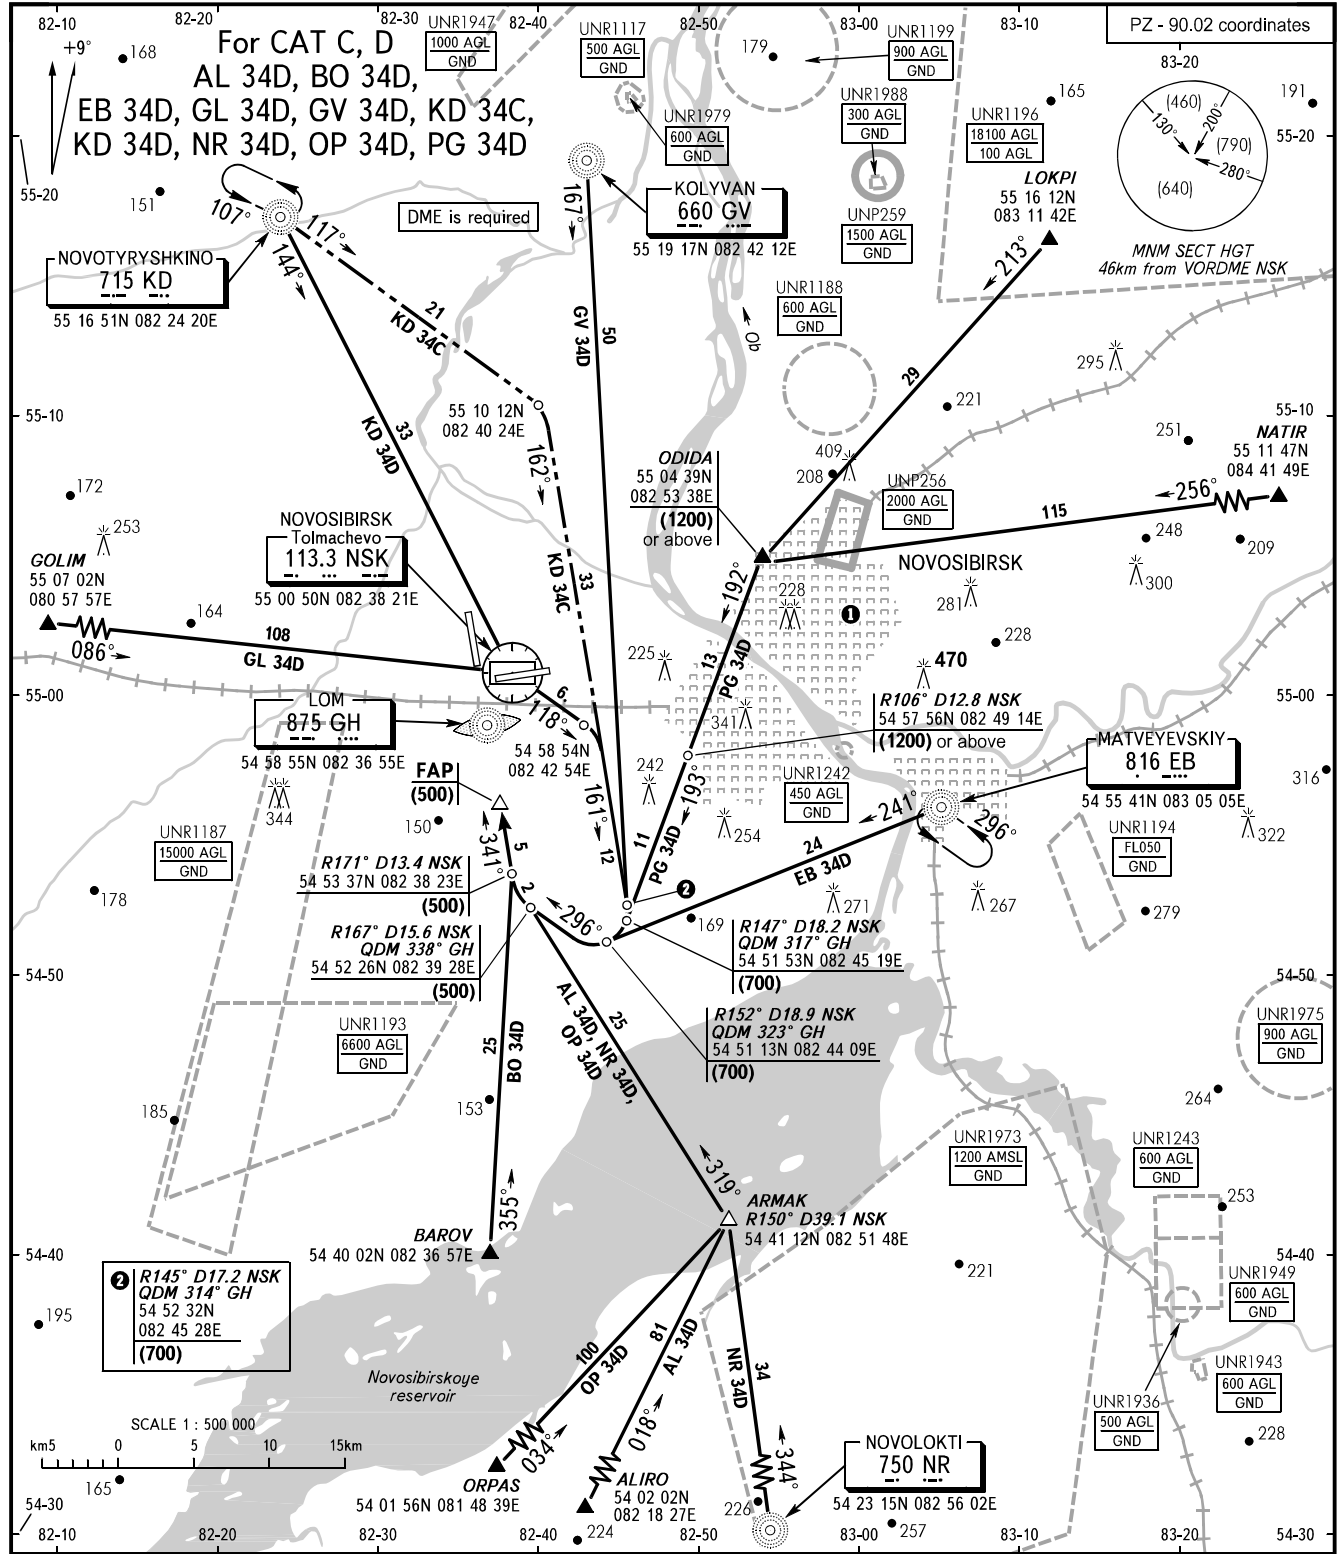 82-10
82-20
82-30
82-40
82-50
83-00
83-10
PZ - 90.02 coordinates
83-20
+9°
168
For CAT C, D
AL 34D, BO 34D,
EB 34D, GL 34D, GV 34D, KD 34C,
KD 34D, NR 34D, OP 34D, PG 34D
UNR1947
1000 AGL
GND
UNR1117
500 AGL
GND
179
UNR1199
900 AGL
GND
UNR1979
600 AGL
GND
UNR1988
300 AGL
GND
UNR1196
18100 AGL
100 AGL
165
191
(460)
130°
200°
(790)
280°
(640)
MNM SECT HGT
46km from VORDME NSK
55-20
55-20
151
107°
117°
144°
DME is required
167°
KOLYVAN
660 GV
55 19 17N 082 42 12E
UNP259
1500 AGL
GND
LOKPI
55 16 12N
083 11 42E
213°
NOVOTYRYSHKINO
715 KD
55 16 51N 082 24 20E
21
KD 34C
50
GV 34D
Ob
UNR1188
600 AGL
GND
29
295
221
55-10
55-10
55 10 12N
082 40 24E
33
KD 34D
162°
251
NATIR
55 11 47N
084 41 49E
409
208
ODIDA
55 04 39N
082 53 38E
(1200)
or above
UNP256
2000 AGL
GND
256°
115
248
209
172
253
NOVOSIBIRSK
Tolmachevo
113.3 NSK
55 00 50N 082 38 21E
33
KD 34C
192°
NOVOSIBIRSK
228
1
281
300
GOLIM
55 07 02N
080 57 57E
164
086°
108
GL 34D
225
13
PG 34D
228
470
55-00
55-00
LOM
875 GH
54 58 55N 082 36 55E
6
118°
54 58 54N
082 42 54E
341
R106° D12.8 NSK
54 57 56N 082 49 14E
(1200) or above
MATVEYEVSKIY
816 EB
54 55 41N 083 05 05E
316
FAP
(500)
344
150
161°
12
242
193°
11
PG 34D
254
UNR1242
450 AGL
GND
241°
296°
24
EB 34D
UNR1194
FL050
GND
322
UNR1187
15000 AGL
GND
341°
5
2
R171° D13.4 NSK
54 53 37N 082 38 23E
(500)
178
2
169
271
267
279
296°
R167° D15.6 NSK
QDM 338° GH
54 52 26N 082 39 28E
(500)
R147° D18.2 NSK
QDM 317° GH
54 51 53N 082 45 19E
(700)
54-50
54-50
R152° D18.9 NSK
QDM 323° GH
54 51 13N 082 44 09E
(700)
UNR1193
6600 AGL
GND
25
BO 34D
25
AL 34D, NR 34D,
OP 34D
UNR1975
900 AGL
GND
153
185
264
UNR1973
1200 AMSL
GND
UNR1243
600 AGL
GND
319°
355°
253
ARMAK
R150° D39.1 NSK
54 41 12N 082 51 48E
BAROV
54 40 02N 082 36 57E
54-40
54-40
2
R145° D17.2 NSK
QDM 314° GH
54 52 32N
082 45 28E
(700)
221
UNR1949
600 AGL
GND
195
100
OP 34D
81
AL 34D
34
NR 34D
Novosibirskoye
reservoir
UNR1943
600 AGL
GND
UNR1936
500 AGL
GND
228
SCALE 1 : 500 000
km5
0
5
10
15km
034°
018°
344°
NOVOLOKTI
750 NR
54 23 15N 082 56 02E
165
ORPAS
54 01 56N 081 48 39E
ALIRO
54 02 02N
082 18 27E
226
257
224
54-30
54-30
82-10
82-20
82-30
82-40
82-50
83-00
83-10
83-20